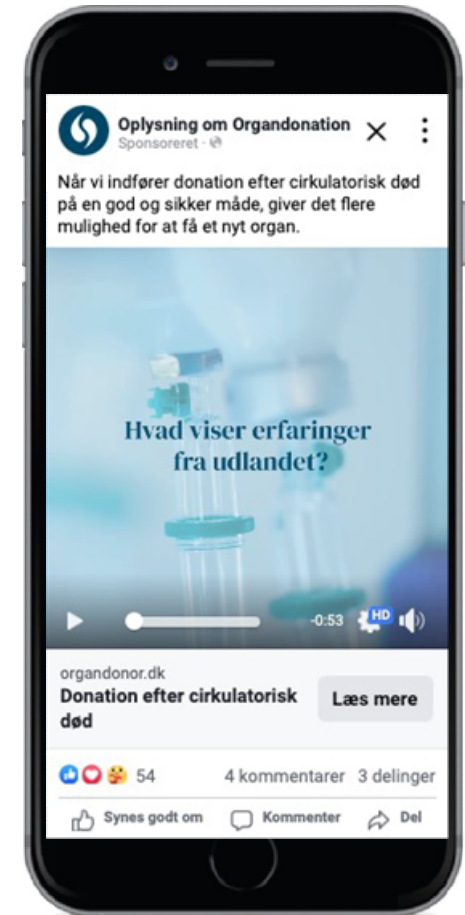 Oplysning om Organdonation
Sponsoreret ·
Når vi indfører donation efter cirkulatorisk død
på en god og sikker måde, giver det flere
mulighed for at få et nyt organ.
Hvad viser erfaringer
fra udlandet?
-0:53
HD
organdonor.dk
Donation efter cirkulatorisk
død
Læs mere
54
4 kommentarer 3 delinger
Synes godt om Kommenter Del